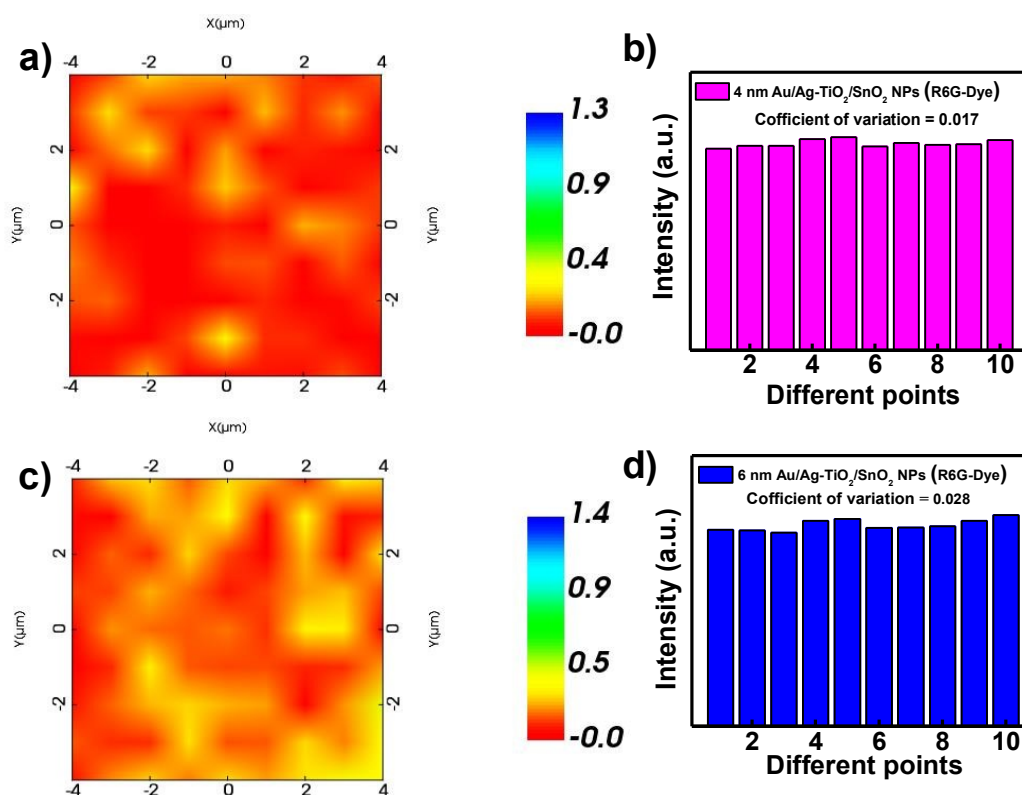 a)
X(μm)
-4 -2 0 2 4
2
0
-2
Y(μm)
2
0
-2
Y(μm)
-4 -2 0 2 4
X(μm)
1.3
0.9
0.4
-0.0
b)
4 nm Au/Ag-TiO₂/SnO₂ NPs (R6G-Dye)
Cofficient of variation = 0.017
Intensity (a.u.)
2 4 6 8 10
Different points
c)
-4 -2 0 2 4
2
0
-2
Y(μm)
2
0
-2
Y(μm)
-4 -2 0 2 4
X(μm)
1.4
0.9
0.5
-0.0
d)
6 nm Au/Ag-TiO₂/SnO₂ NPs (R6G-Dye)
Cofficient of variation = 0.028
Intensity (a.u.)
2 4 6 8 10
Different points